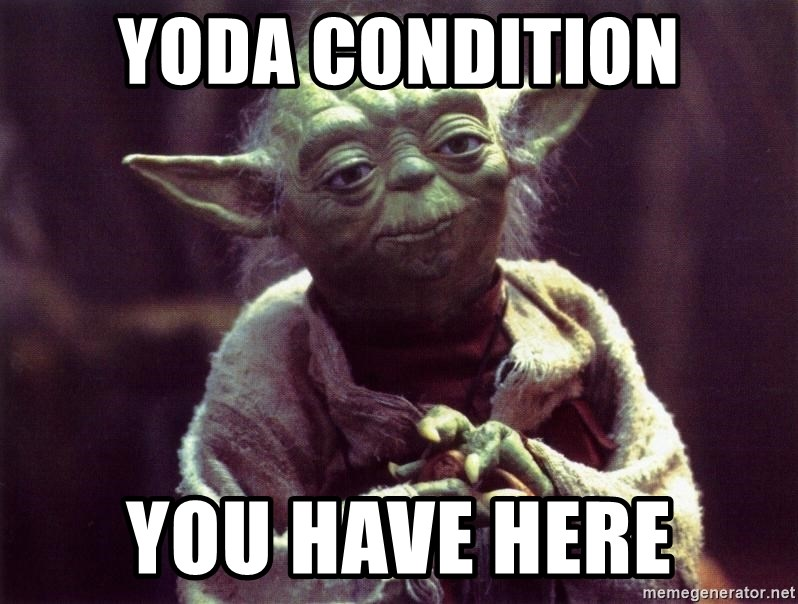 YODA CONDITION
YOU HAVE HERE
memegenerator.net